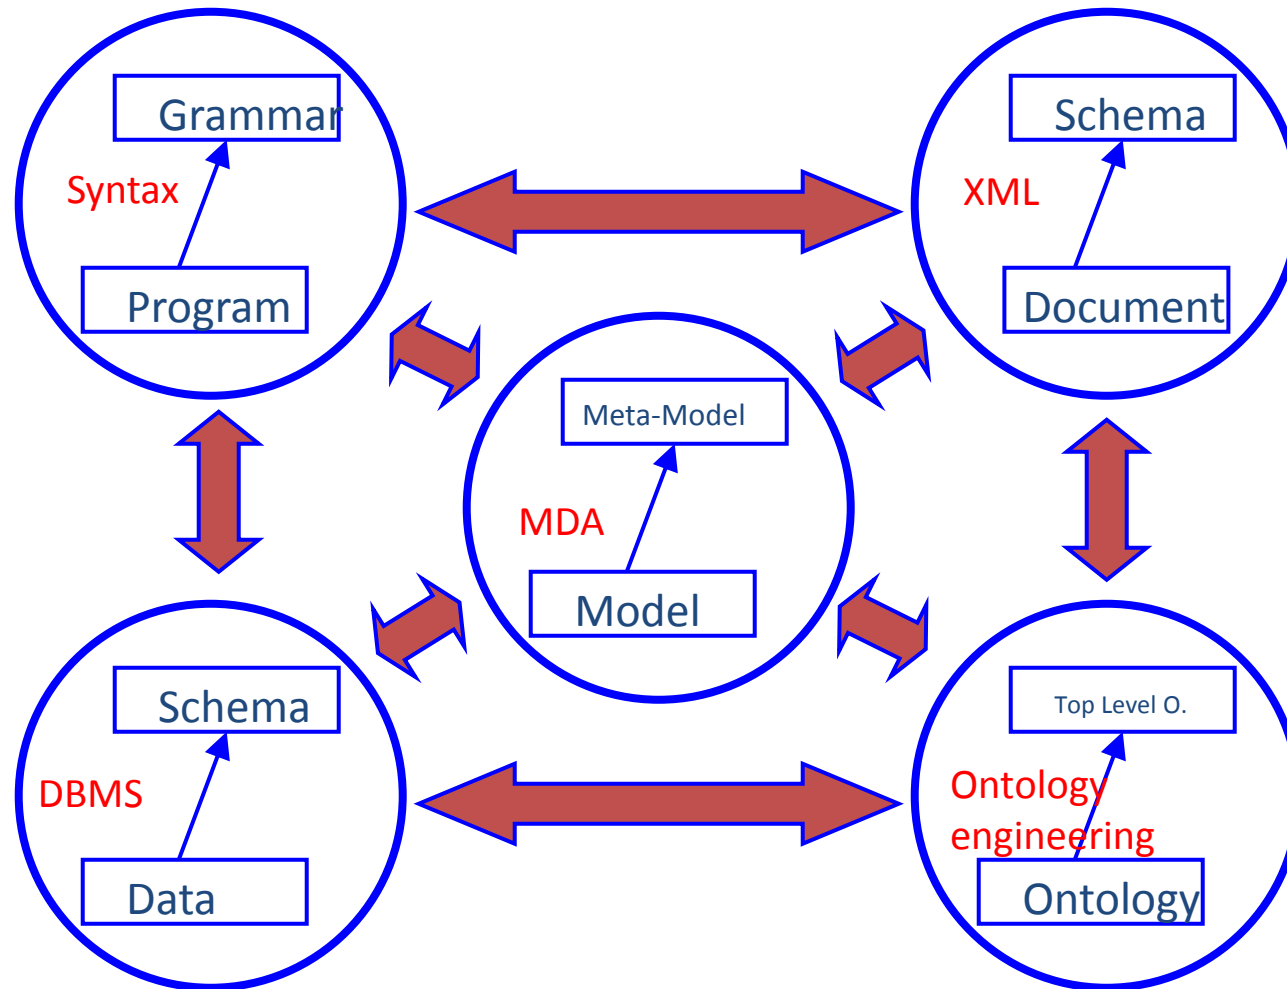 Grammar
Syntax
Program
Schema
XML
Document
Meta-Model
MDA
Model
Schema
DBMS
Data
Top Level O.
Ontology
engineering
Ontology